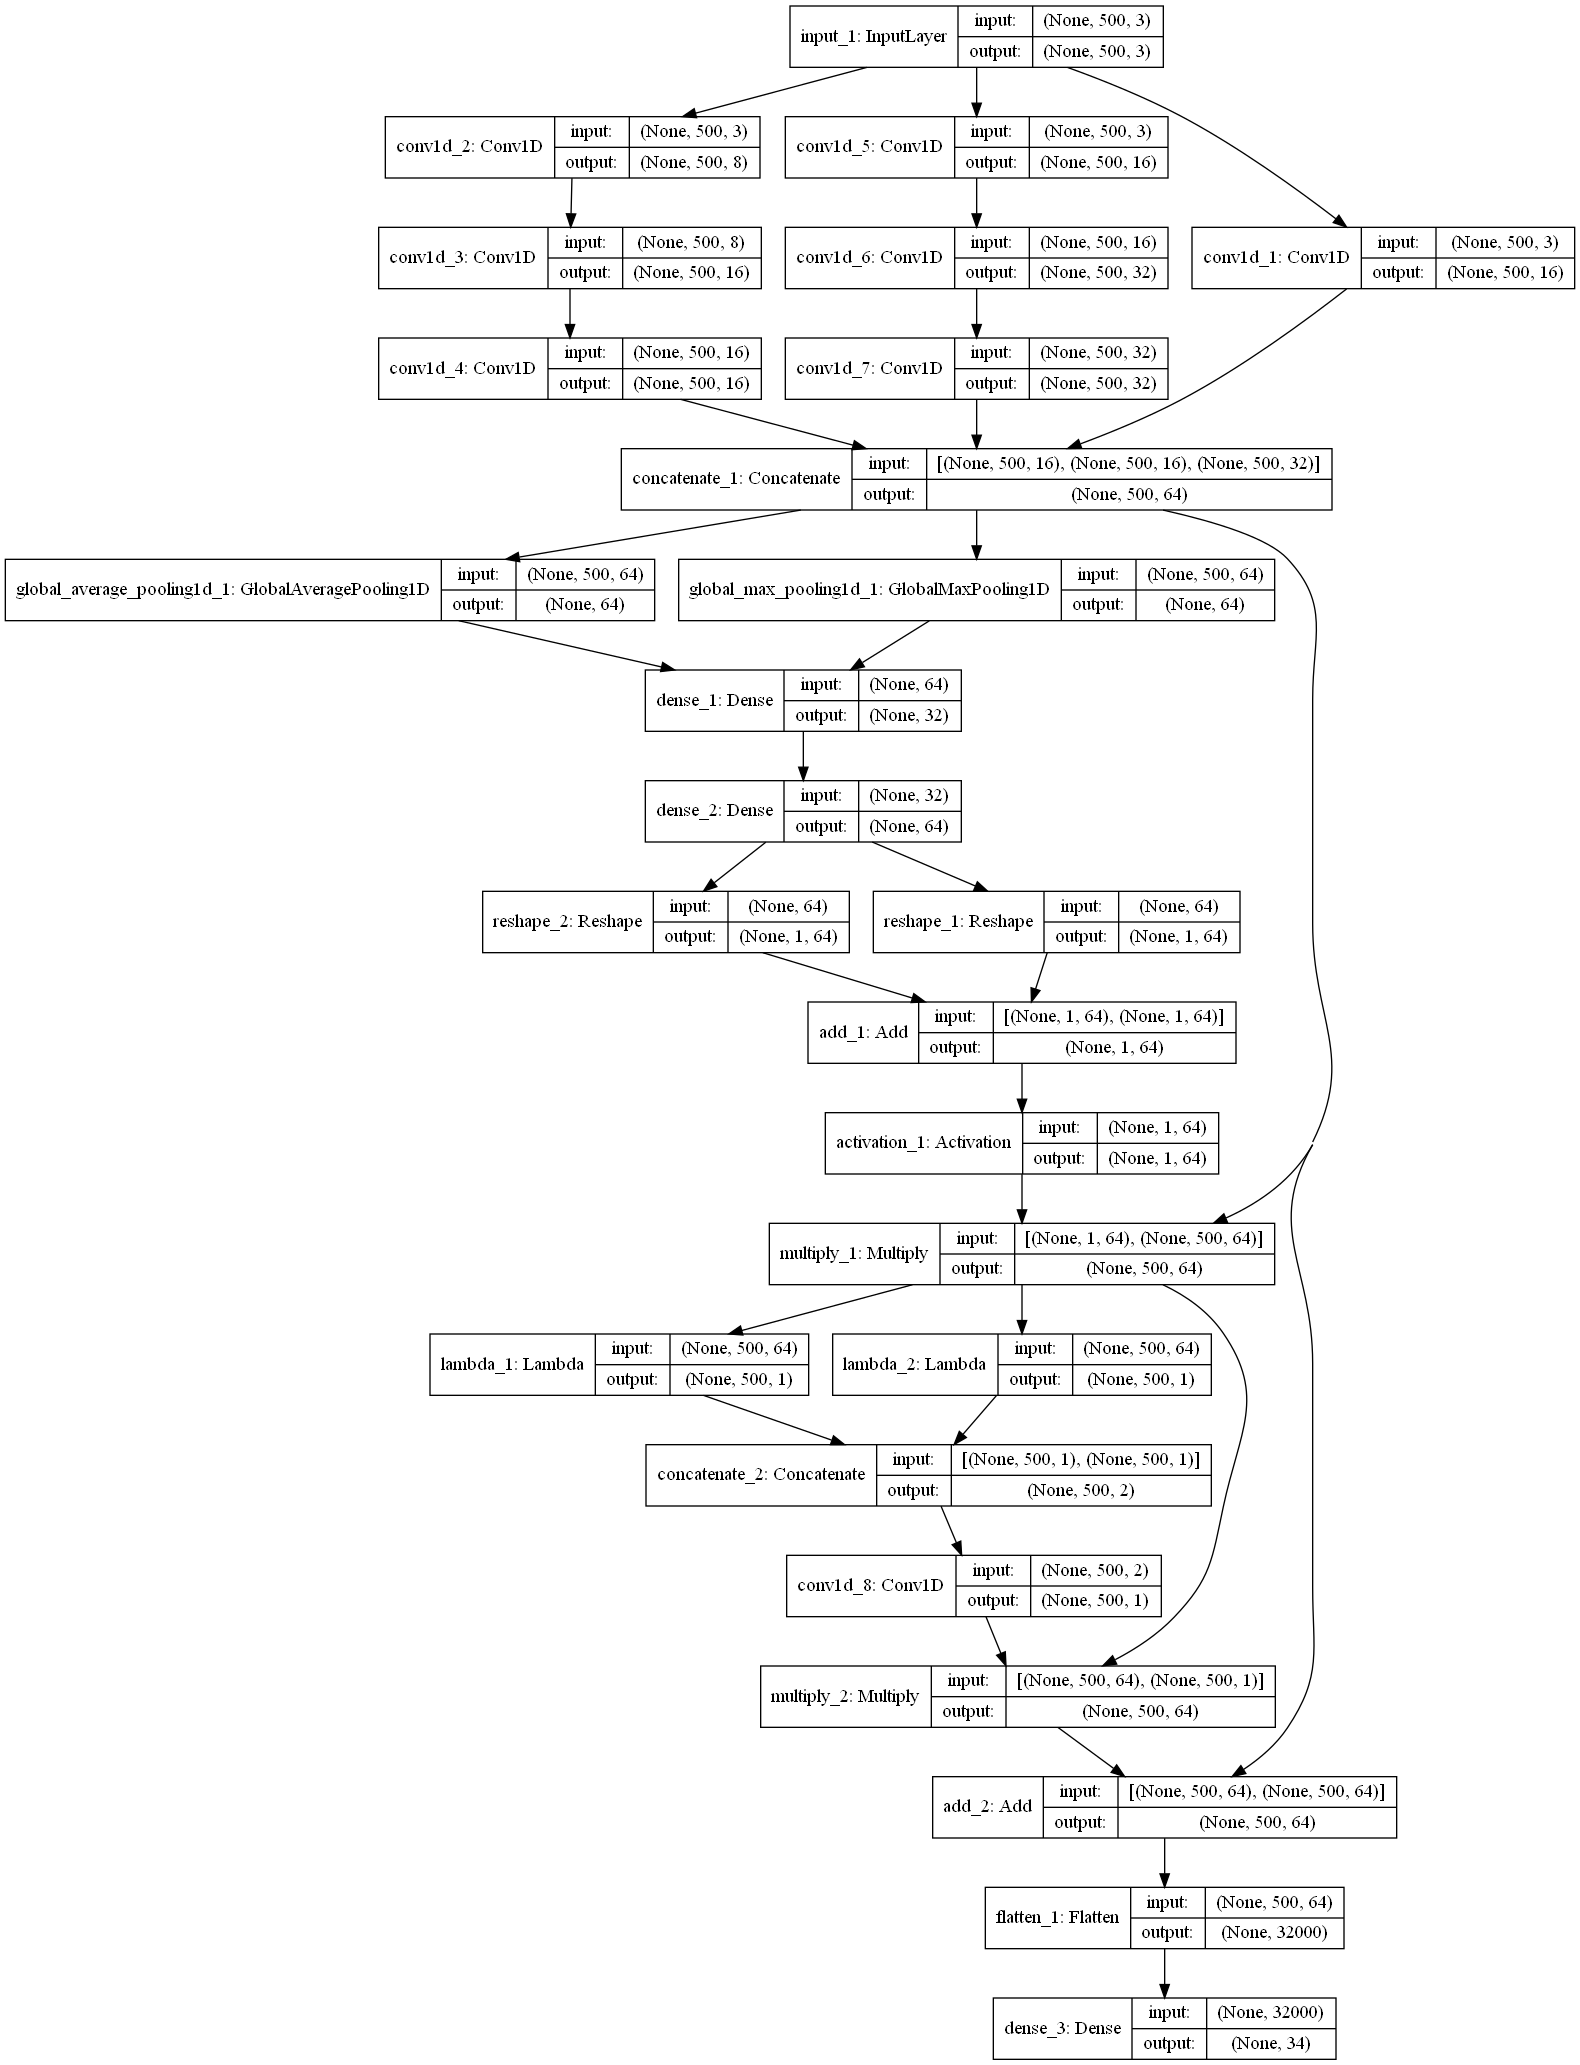 input_1: InputLayer
input: (None, 500, 3)
output: (None, 500, 3)
conv1d_2: Conv1D
input: (None, 500, 3)
output: (None, 500, 8)
conv1d_5: Conv1D
input: (None, 500, 3)
output: (None, 500, 16)
conv1d_3: Conv1D
input: (None, 500, 8)
output: (None, 500, 16)
conv1d_6: Conv1D
input: (None, 500, 16)
output: (None, 500, 32)
conv1d_1: Conv1D
input: (None, 500, 3)
output: (None, 500, 16)
conv1d_4: Conv1D
input: (None, 500, 16)
output: (None, 500, 16)
conv1d_7: Conv1D
input: (None, 500, 32)
output: (None, 500, 32)
concatenate_1: Concatenate
input: [(None, 500, 16), (None, 500, 16), (None, 500, 32)]
output: (None, 500, 64)
global_average_pooling1d_1: GlobalAveragePooling1D
input: (None, 500, 64)
output: (None, 64)
global_max_pooling1d_1: GlobalMaxPooling1D
input: (None, 500, 64)
output: (None, 64)
dense_1: Dense
input: (None, 64)
output: (None, 32)
dense_2: Dense
input: (None, 32)
output: (None, 64)
reshape_2: Reshape
input: (None, 64)
output: (None, 1, 64)
reshape_1: Reshape
input: (None, 64)
output: (None, 1, 64)
add_1: Add
input: [(None, 1, 64), (None, 1, 64)]
output: (None, 1, 64)
activation_1: Activation
input: (None, 1, 64)
output: (None, 1, 64)
multiply_1: Multiply
input: [(None, 1, 64), (None, 500, 64)]
output: (None, 500, 64)
lambda_1: Lambda
input: (None, 500, 64)
output: (None, 500, 1)
lambda_2: Lambda
input: (None, 500, 64)
output: (None, 500, 1)
concatenate_2: Concatenate
input: [(None, 500, 1), (None, 500, 1)]
output: (None, 500, 2)
conv1d_8: Conv1D
input: (None, 500, 2)
output: (None, 500, 1)
multiply_2: Multiply
input: [(None, 500, 64), (None, 500, 1)]
output: (None, 500, 64)
add_2: Add
input: [(None, 500, 64), (None, 500, 64)]
output: (None, 500, 64)
flatten_1: Flatten
input: (None, 500, 64)
output: (None, 32000)
dense_3: Dense
input: (None, 32000)
output: (None, 34)